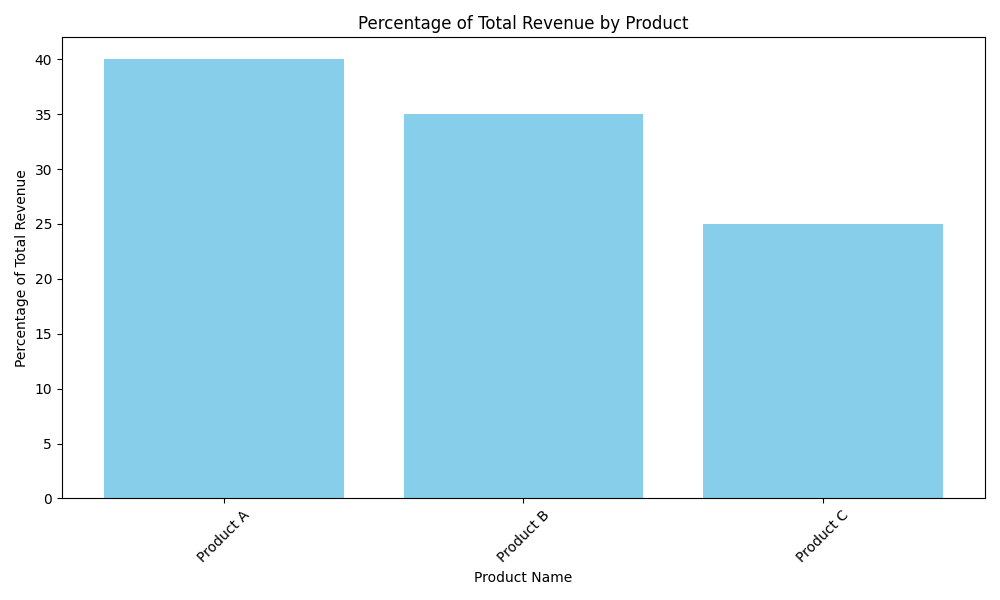 Percentage of Total Revenue by Product
Percentage of Total Revenue
40
35
30
25
20
15
10
5
0
Product A
Product B
Product C
Product Name